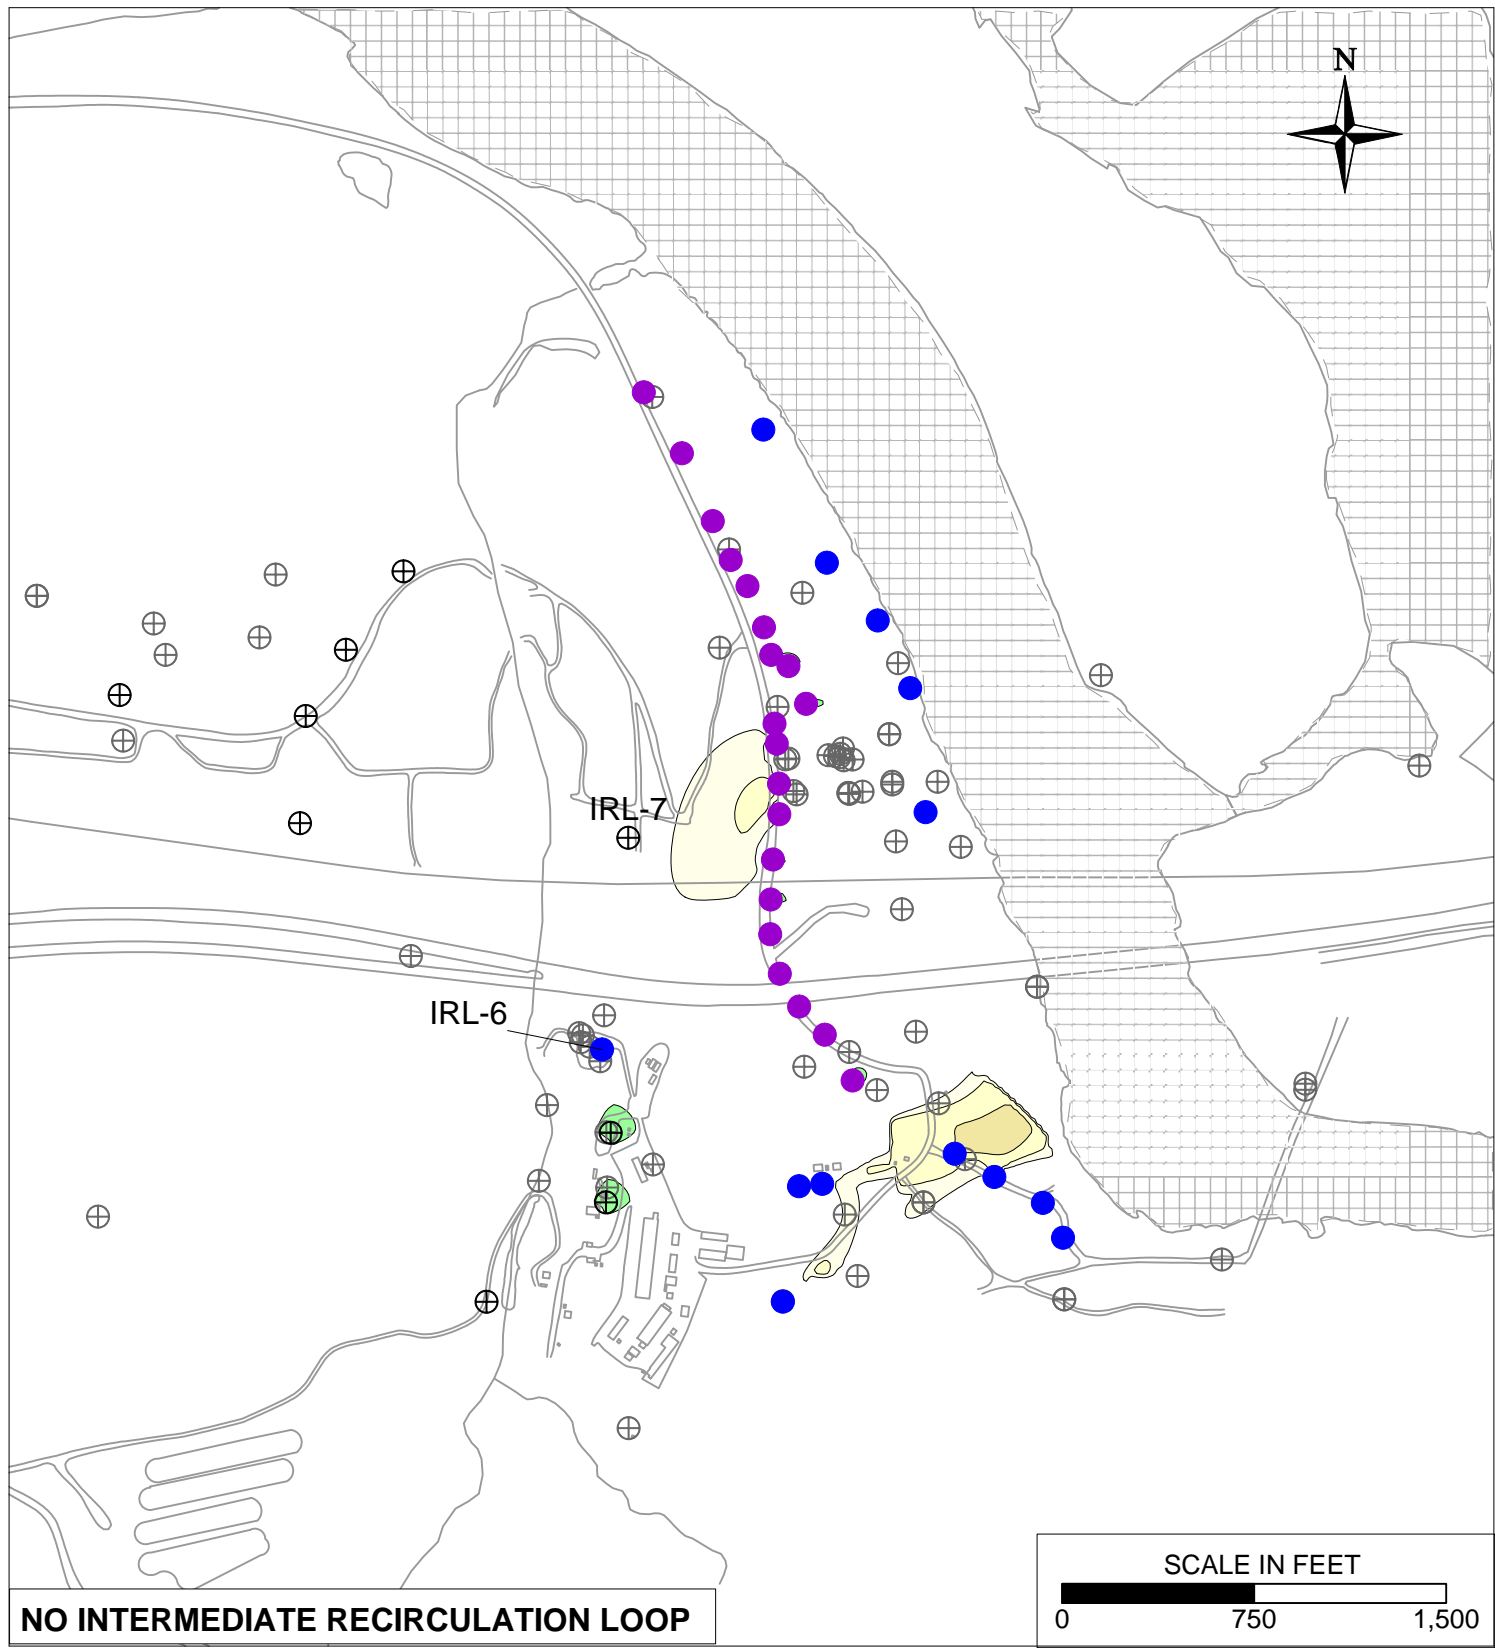 N
IRL-7
IRL-6
SCALE IN FEET
0 750 1,500
NO INTERMEDIATE RECIRCULATION LOOP